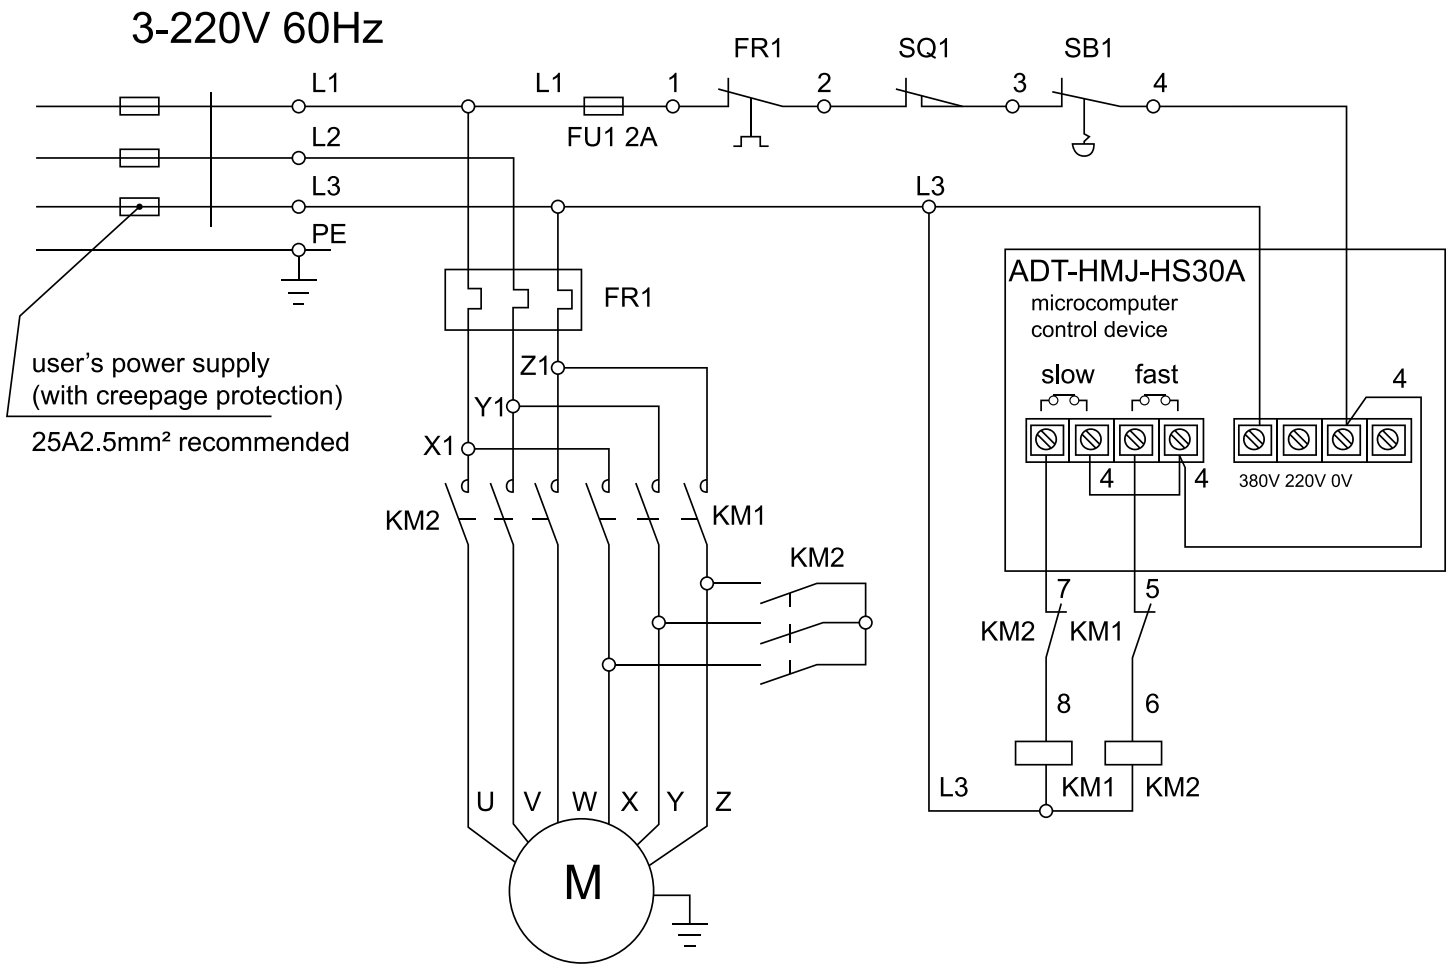 3-220V 60Hz
FR1
SQ1
SB1
L1
L1
1
2
3
4
FU1 2A
L2
L3
L3
PE
ADT-HMJ-HS30A
microcomputer
control device
FR1
user's power supply
(with creepage protection)
25A2.5mm² recommended
Z1
Y1
X1
slow
fast
4
4
4
380V 220V 0V
KM2
KM1
KM2
7
5
KM2
KM1
8
6
L3
KM1
KM2
U
V
W
X
Y
Z
M